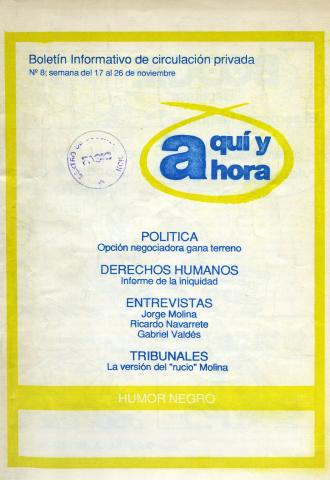 Boletín Informativo de circulación privada
Nº 8; semana del 17 al 26 de noviembre
aquí y
ahora
POLITICA
Opción negociadora gana terreno
DERECHOS HUMANOS
Informe de la iniquidad
ENTREVISTAS
Jorge Molina
Ricardo Navarrete
Gabriel Valdés
TRIBUNALES
La versión del "rucio" Molina
HUMOR NEGRO